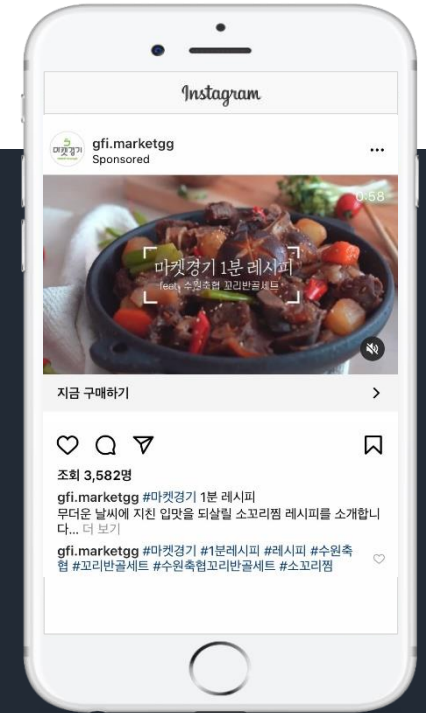 Instagram
마켓경기
gfi.marketgg
Sponsored
0:58
마켓경기 1분 레시피
feat. 수원축협 꼬리반골세트
지금 구매하기
조회 3,582명
gfi.marketgg #마켓경기 1분 레시피
무더운 날씨에 지친 입맛을 되살릴 소꼬리찜 레시피를 소개합니
다... 더 보기
gfi.marketgg #마켓경기 #1분레시피 #레시피 #수원축
협 #꼬리반골세트 #수원축협꼬리반골세트 #소꼬리찜